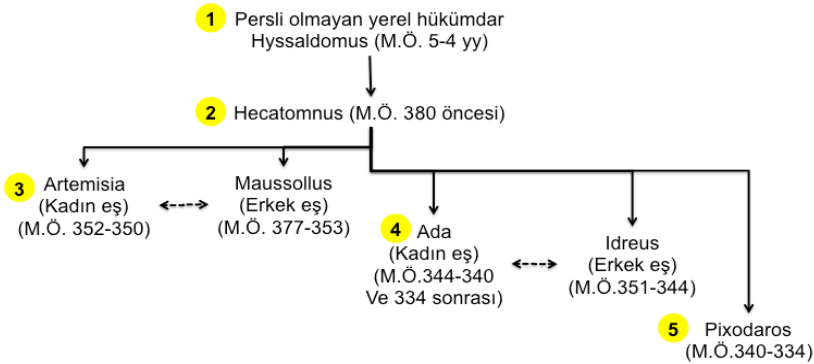 1 Persli olmayan yerel hükümdar
Hyssaldomus (M.Ö. 5-4 yy)
2 Hecatomnus (M.Ö. 380 öncesi)
3 Artemisia
(Kadın eş)
(M.Ö. 352-350)
Maussollus
(Erkek eş)
(M.Ö. 377-353)
4 Ada
(Kadın eş)
(M.Ö.344-340
Ve 334 sonrası)
Idreus
(Erkek eş)
(M.Ö.351-344)
5 Pixodaros
(M.Ö.340-334)